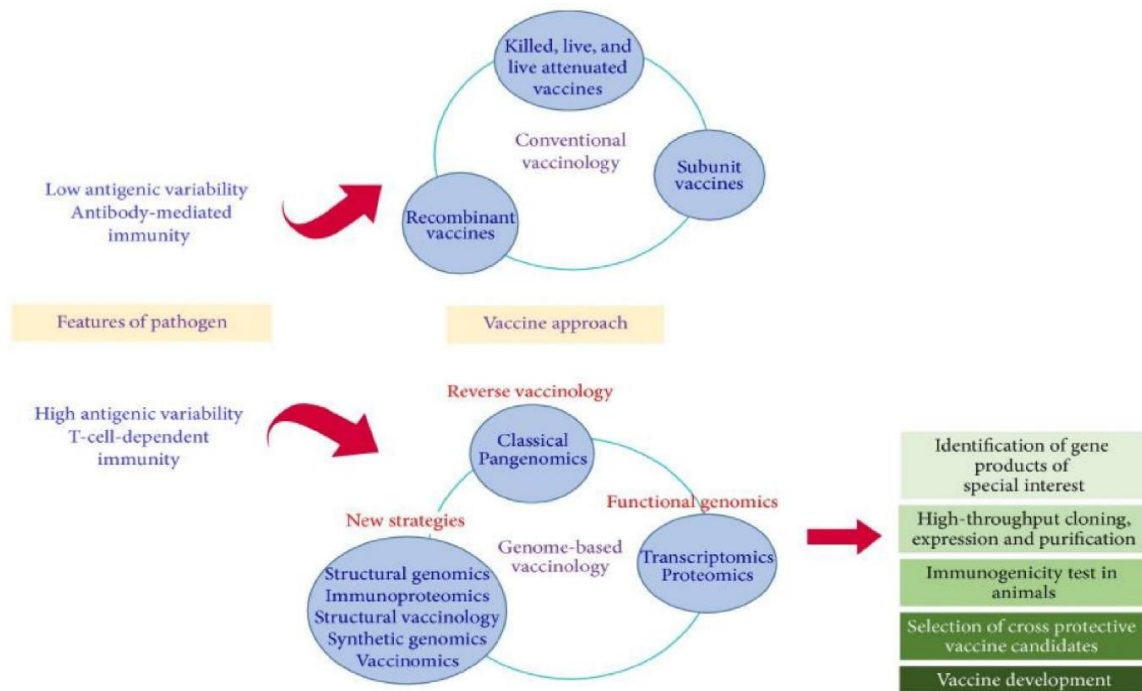 Killed, live, and
live attenuated
vaccines
Conventional
vaccinology
Subunit
vaccines
Recombinant
vaccines
Low antigenic variability
Antibody-mediated
immunity
Features of pathogen
Vaccine approach
High antigenic variability
T-cell-dependent
immunity
Reverse vaccinology
Classical
Pangenomics
Functional genomics
Transcriptomics
Proteomics
New strategies
Structural genomics
Immunoproteomics
Structural vaccinology
Synthetic genomics
Vaccinomics
Genome-based
vaccinology
Identification of gene
products of
special interest
High-throughput cloning,
expression and purification
Immunogenicity test in
animals
Selection of cross protective
vaccine candidates
Vaccine development